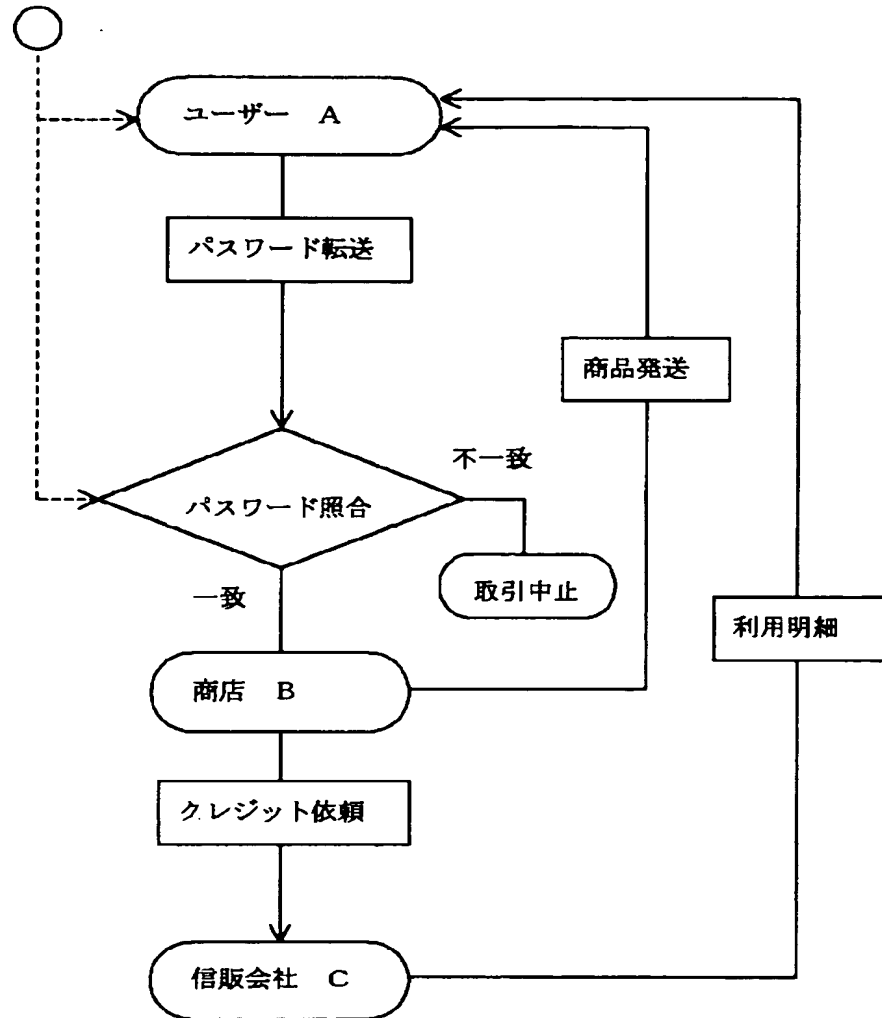 ユーザー A
パスワード転送
商品発送
不一致
パスワード照合
取引中止
一致
利用明細
商店 B
クレジット依頼
信販会社 C